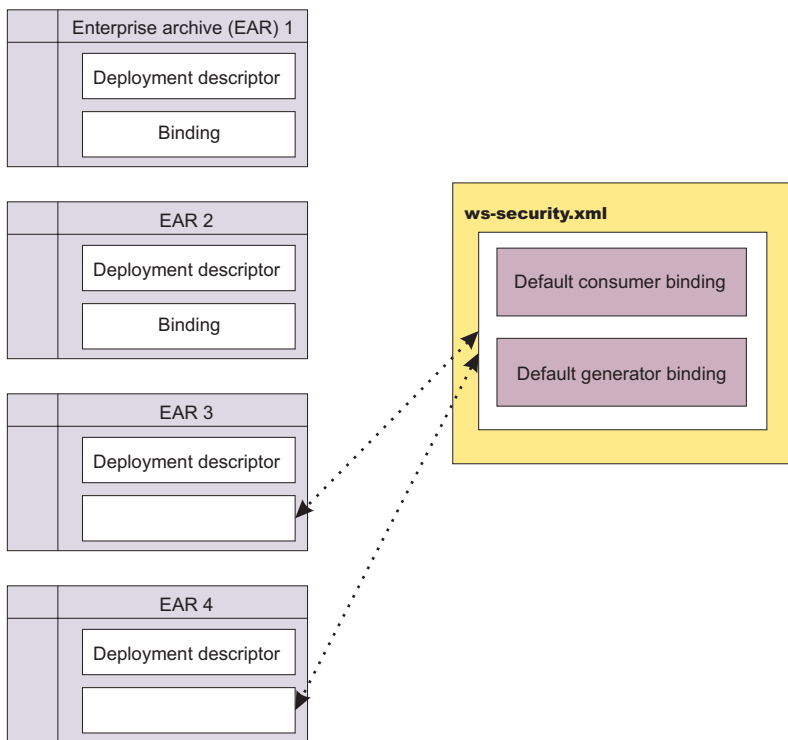 Enterprise archive (EAR) 1
Deployment descriptor
Binding
EAR 2
Deployment descriptor
Binding
EAR 3
Deployment descriptor
EAR 4
Deployment descriptor
ws-security.xml
Default consumer binding
Default generator binding